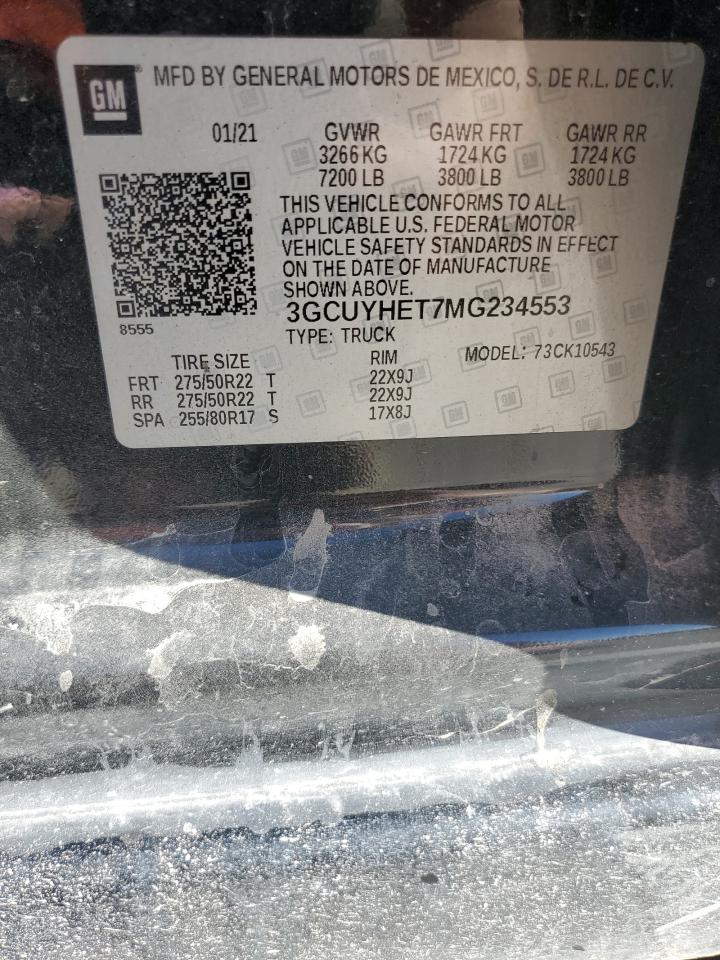 GM® MFD BY GENERAL MOTORS DE MEXICO, S. DE R.L. DE C.V.
01/21 GVWR GAWR FRT GAWR RR
3266 KG 1724 KG 1724 KG
7200 LB 3800 LB 3800 LB
THIS VEHICLE CONFORMS TO ALL
APPLICABLE U.S. FEDERAL MOTOR
VEHICLE SAFETY STANDARDS IN EFFECT
ON THE DATE OF MANUFACTURE
SHOWN ABOVE.
3GCUYHET7MG234553
8555
TYPE: TRUCK
TIRE SIZE RIM MODEL: 73CK10543
FRT 275/50R22 T 22X9J
RR 275/50R22 T 22X9J
SPA 255/80R17 S 17X8J